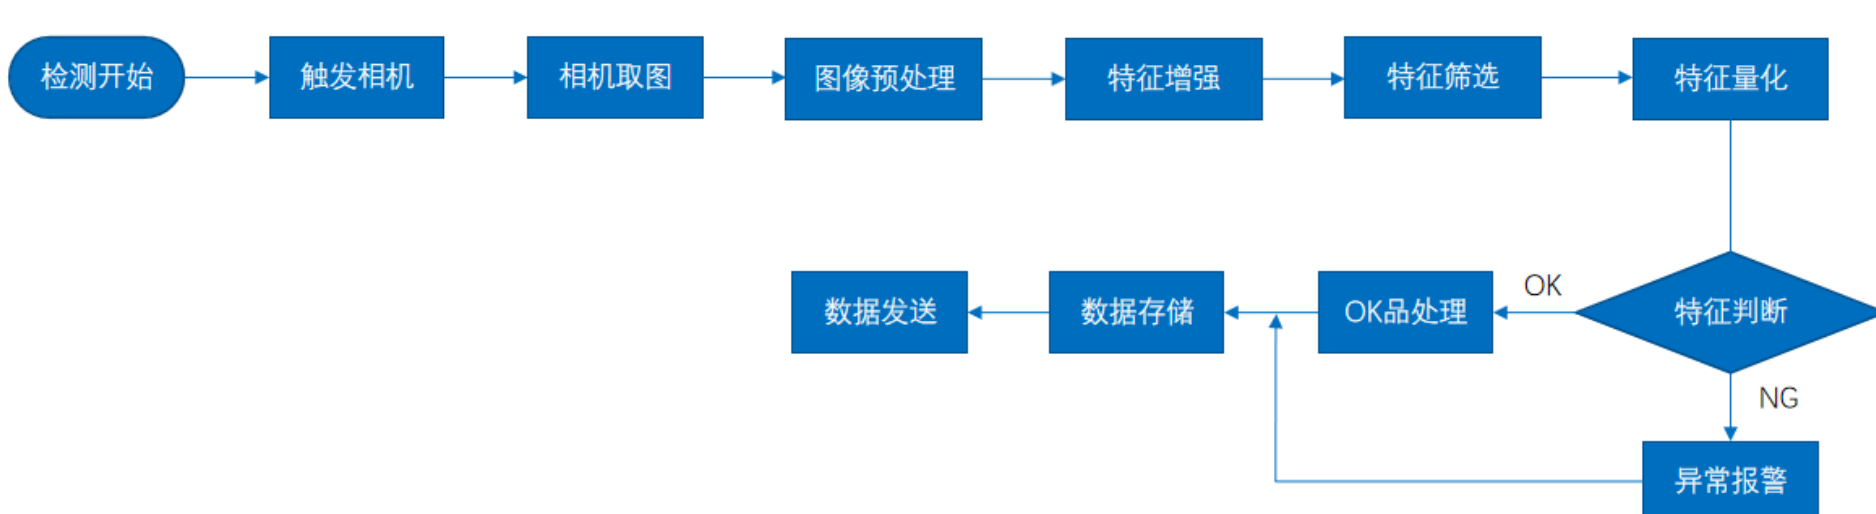 检测开始
触发相机
相机取图
图像预处理
特征增强
特征筛选
特征量化
数据发送
数据存储
OK品处理
OK
特征判断
NG
异常报警